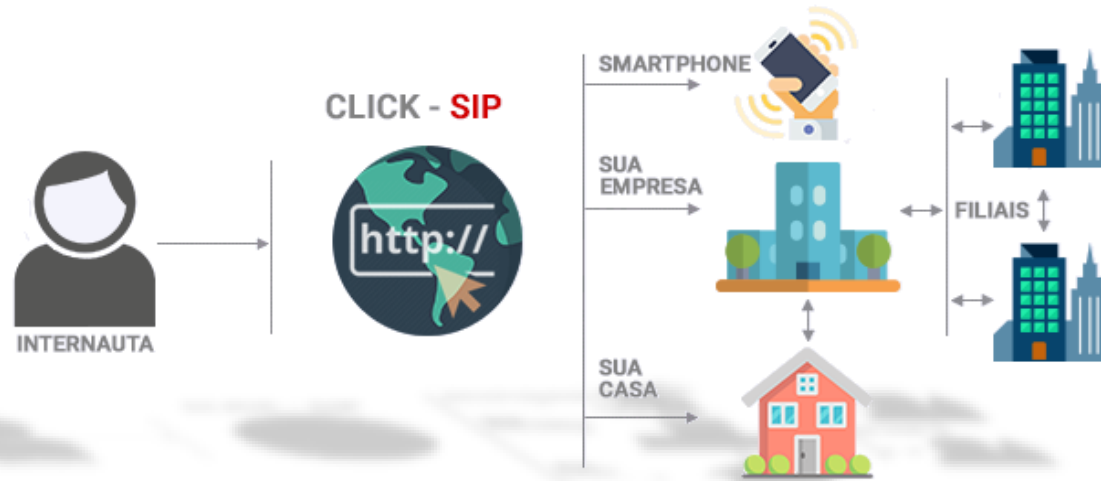 CLICK - SIP
http://
INTERNAUTA
SMARTPHONE
SUA
EMPRESA
SUA
CASA
FILIAIS